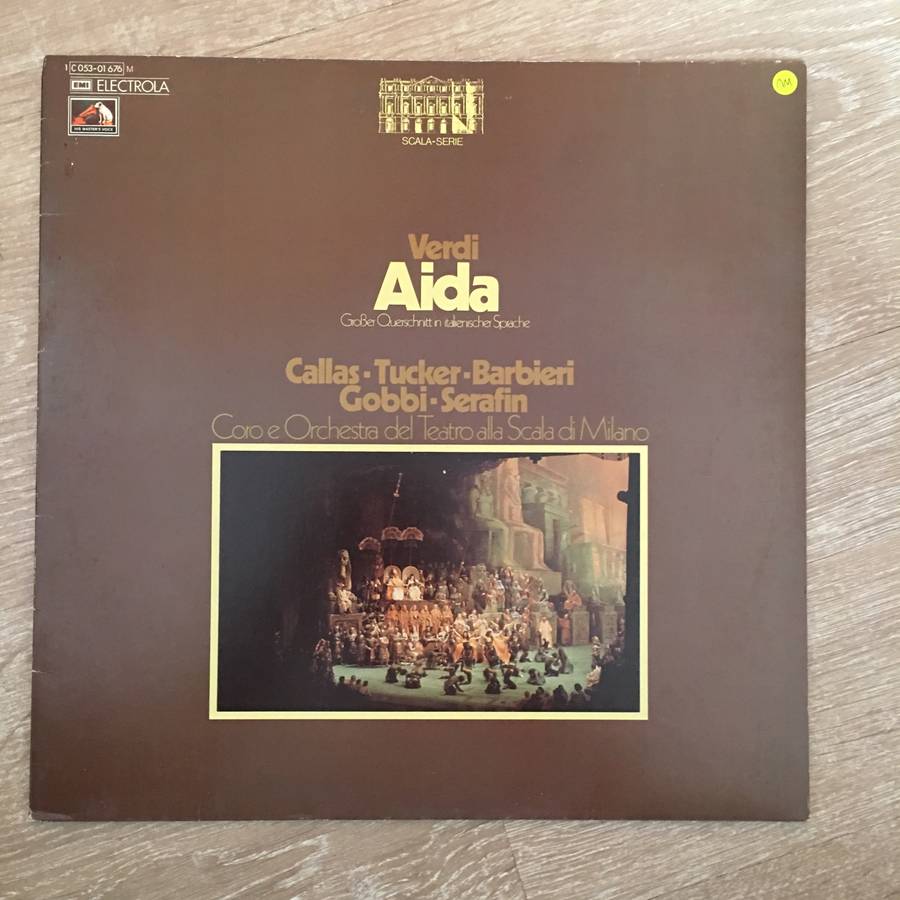 1 C 053-01 676 M
EMI ELECTROLA
HIS MASTER'S VOICE
SCALA-SERIE
Verdi
Aida
Großer Querschnitt in italienischer Sprache
Callas · Tucker · Barbieri
Gobbi · Serafin
Coro e Orchestra del Teatro alla Scala di Milano